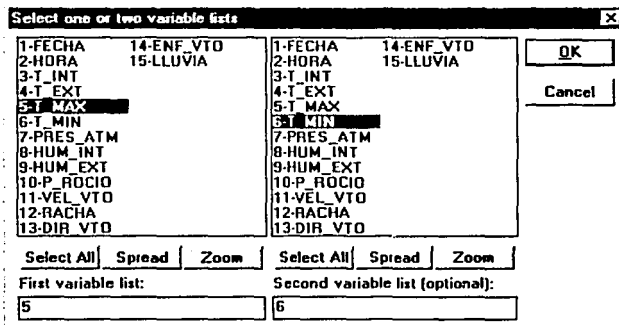 Select one or two variable lists
1-FECHA 14-ENF_VTO
2-HORA 15-LLUVIA
3-T_INT
4-T_EXT
5-T_MAX
6-T_MIN
7-PRES_ATM
8-HUM_INT
9-HUM_EXT
10-P_ROCIO
11-VEL_VTO
12-RACHA
13-DIR_VTO
1-FECHA 14-ENF_VTO
2-HORA 15-LLUVIA
3-T_INT
4-T_EXT
5-T_MAX
6-T_MIN
7-PRES_ATM
8-HUM_INT
9-HUM_EXT
10-P_ROCIO
11-VEL_VTO
12-RACHA
13-DIR_VTO
OK
Cancel
Select All Spread Zoom
Select All Spread Zoom
First variable list:
5
Second variable list (optional):
6